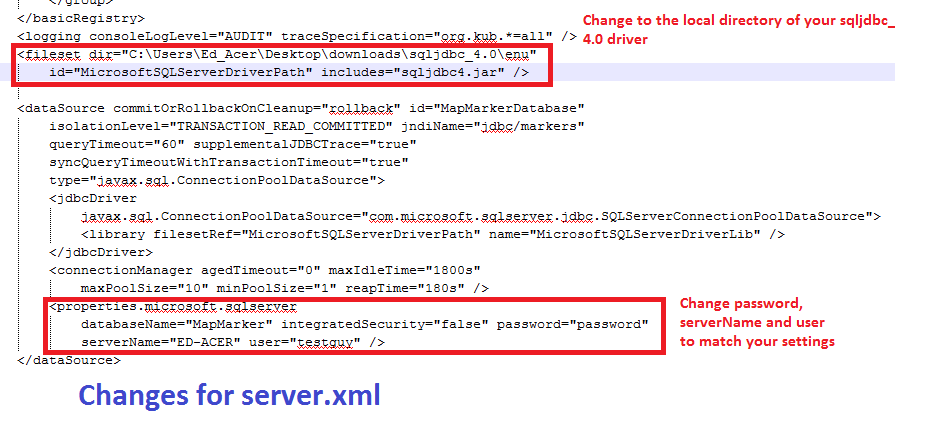 </group>
</basicRegistry>
<logging consoleLogLevel="AUDIT" traceSpecification="org.kub.*=all" />
Change to the local directory of your sqljdbc_
4.0 driver
<fileset dir="C:\Users\Ed_Acer\Desktop\downloads\sqljdbc_4.0\enu"
id="MicrosoftSQLServerDriverPath" includes="sqljdbc4.jar" />
<dataSource commitOrRollbackOnCleanup="rollback" id="MapMarkerDatabase"
isolationLevel="TRANSACTION_READ_COMMITTED" jndiName="jdbc/markers"
queryTimeout="60" supplementalJDBCTrace="true"
syncQueryTimeoutWithTransactionTimeout="true"
type="javax.sql.ConnectionPoolDataSource">
<jdbcDriver
javax.sql.ConnectionPoolDataSource="com.microsoft.sqlserver.jdbc.SQLServerConnectionPoolDataSource">
<library filesetRef="MicrosoftSQLServerDriverPath" name="MicrosoftSQLServerDriverLib" />
</jdbcDriver>
<connectionManager agedTimeout="0" maxIdleTime="1800s"
maxPoolSize="10" minPoolSize="1" reapTime="180s" />
<properties.microsoft.sqlserver
databaseName="MapMarker" integratedSecurity="false" password="password"
serverName="ED-ACER" user="testguy" />
</dataSource>
Change password,
serverName and user
to match your settings
Changes for server.xml